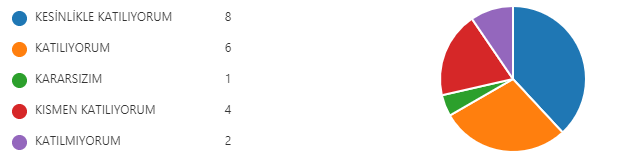 KESİNLİKLE KATILIYORUM 8
KATILIYORUM 6
KARARSIZIM 1
KISMEN KATILIYORUM 4
KATILMIYORUM 2